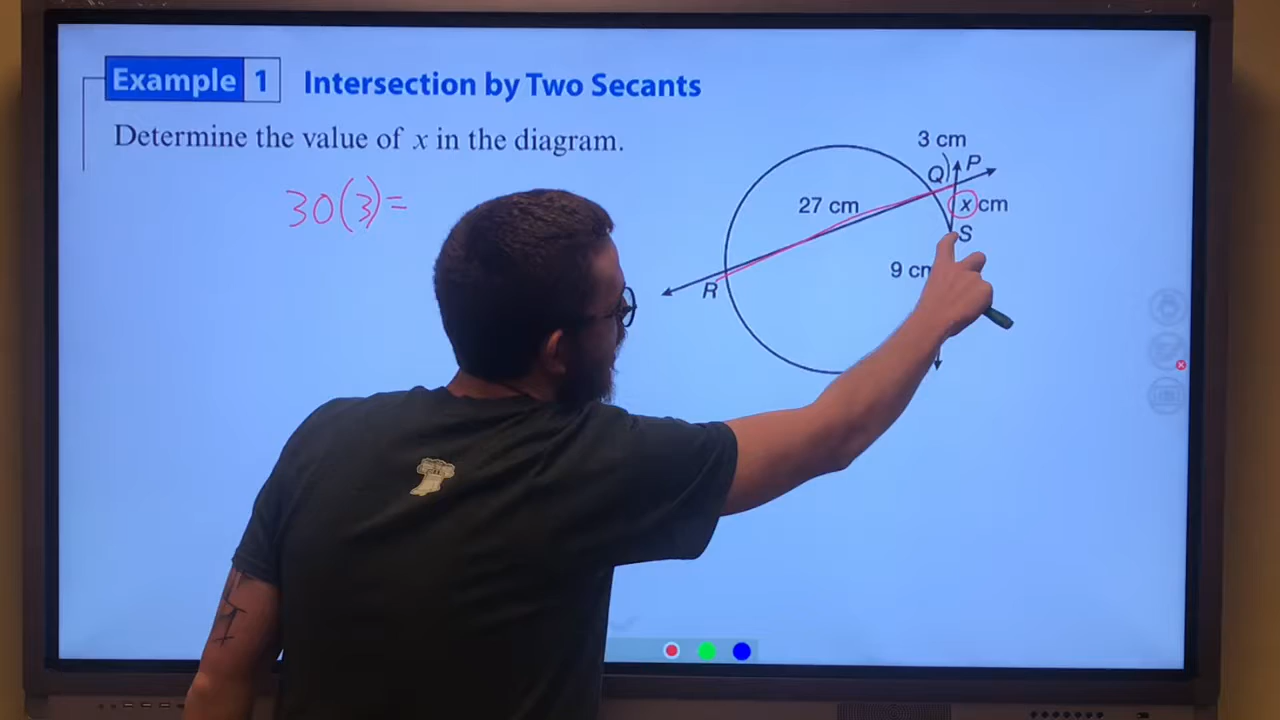 Example 1 Intersection by Two Secants
Determine the value of x in the diagram.
30(3)=
3 cm
Q) P
27 cm
x cm
S
9 cm
R